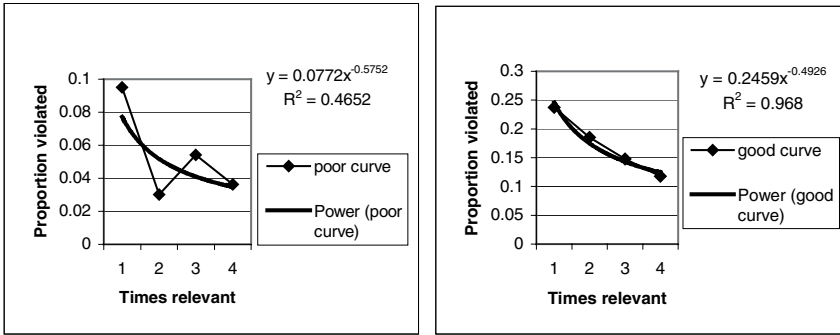 y = 0.0772x^-0.5752
R² = 0.4652
0.1
0.08
0.06
0.04
0.02
0
Proportion violated
1 2 3 4
Times relevant
poor curve
Power (poor
curve)
y = 0.2459x^-0.4926
R² = 0.968
0.3
0.25
0.2
0.15
0.1
0.05
0
Proportion violated
1 2 3 4
Times relevant
good curve
Power (good
curve)